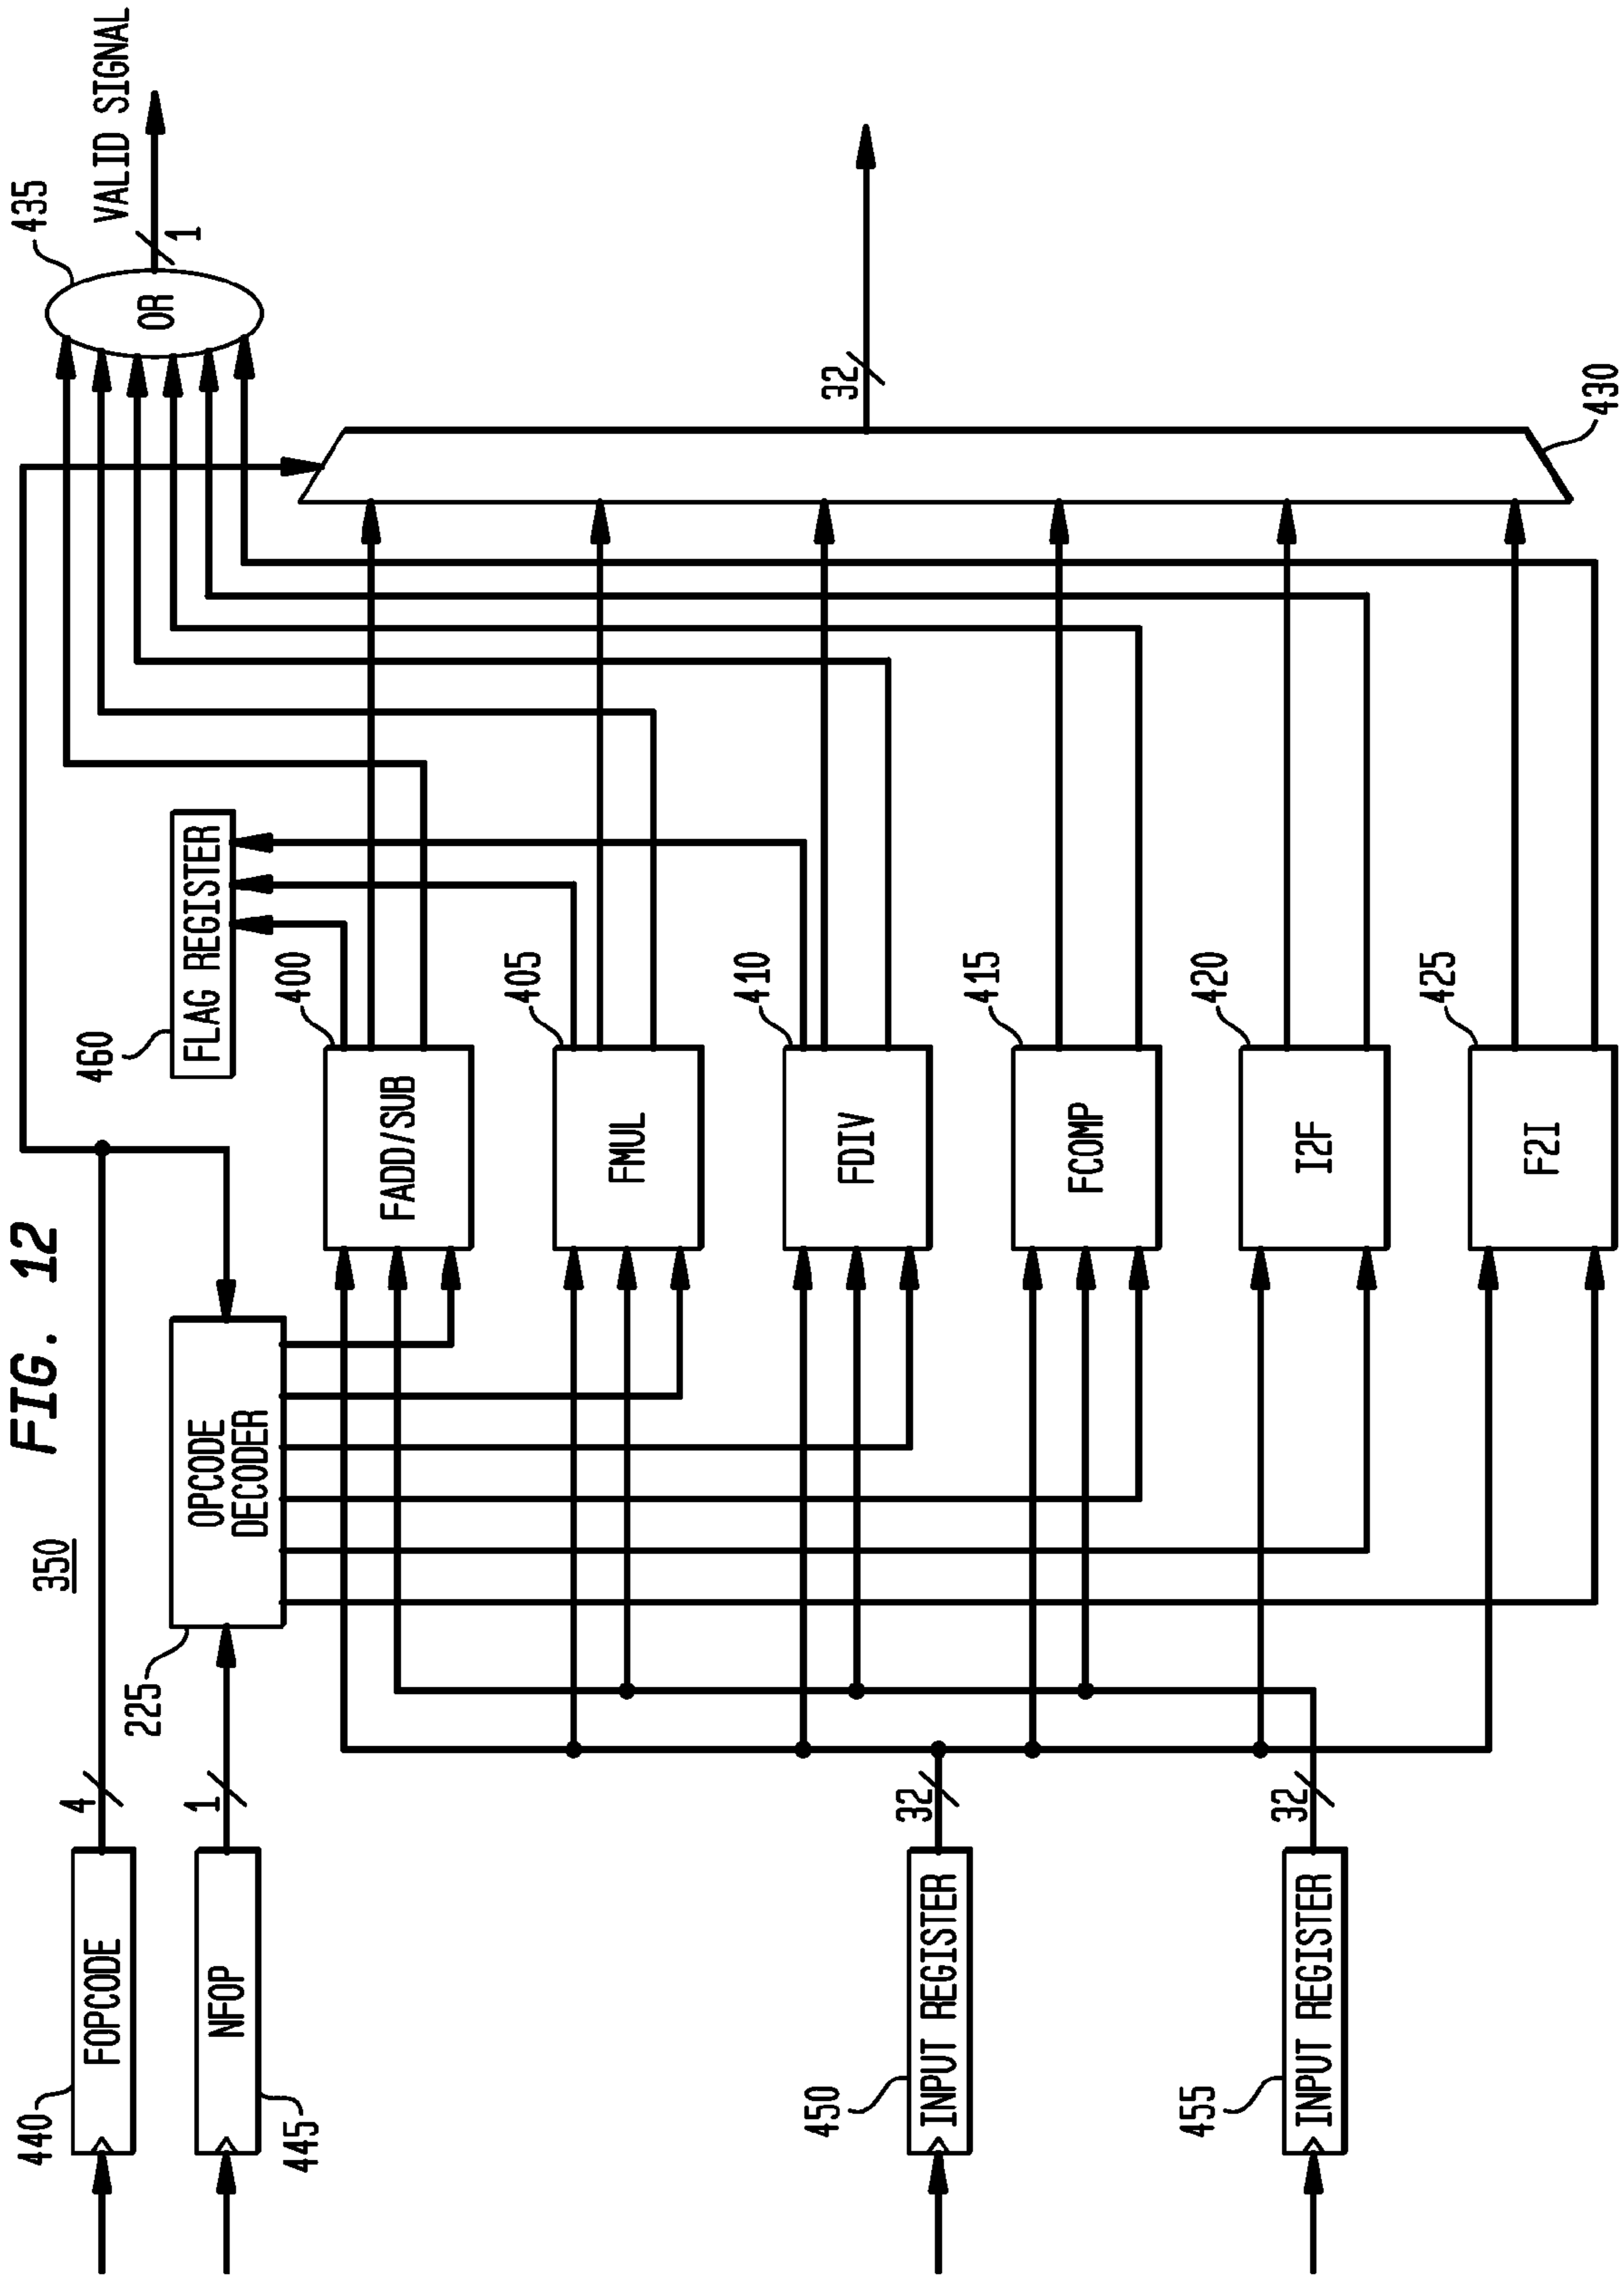 FIG. 12
350
440
FOPCODE
4
445
NFOP
1
225
OPCODE
DECODER
460
FLAG REGISTER
435
OR
1
VALID SIGNAL
400
FADD/SUB
405
FMUL
450
INPUT REGISTER
32
410
FDIV
32
415
FCOMP
455
INPUT REGISTER
32
420
I2F
425
F2I
430